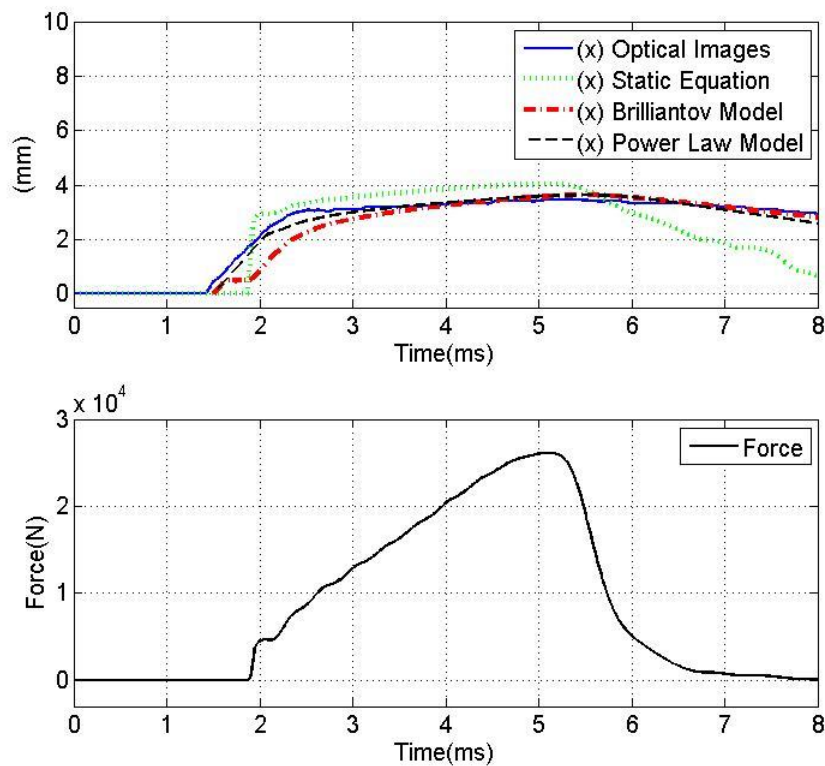 10
8
6
4
2
0
(mm)
(x) Optical Images
(x) Static Equation
(x) Brilliantov Model
(x) Power Law Model
0 1 2 3 4 5 6 7 8
Time(ms)
x 10^4
3
2
1
0
Force(N)
Force
0 1 2 3 4 5 6 7 8
Time(ms)